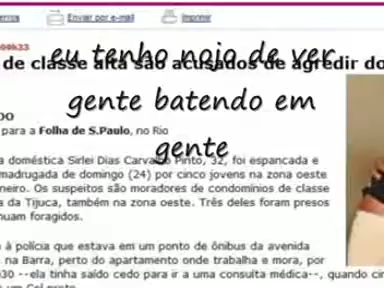 Enviar por e-mail Imprimir
09h33
de classe alta são acusados de agredir do
eu tenho nojo de ver
gente batendo em
gente
para a Folha de S.Paulo, no Rio
a doméstica Sirlei Dias Carvalho Pinto, 32, foi espancada e
madrugada de domingo (24) por cinco jovens na zona oeste
neiro. Os suspeitos são moradores de condomínios de classe
a da Tijuca, também na zona oeste. Três deles foram presos
nuam foragidos.
à polícia que estava em um ponto de ônibus da avenida
na Barra, perto do apartamento onde trabalha e mora, por
h30 --ela tinha saído cedo para ir a uma consulta médica--, quando cin